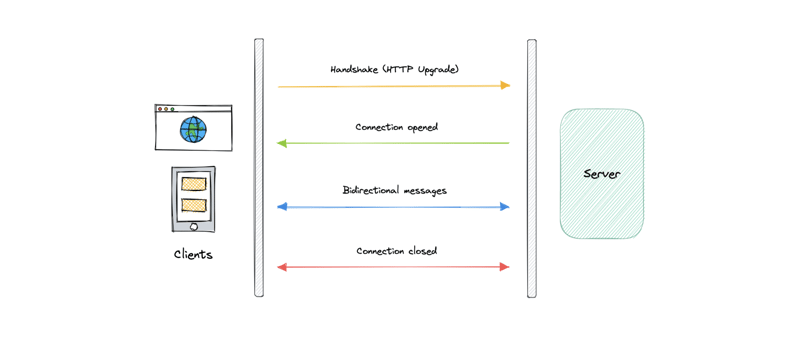 Handshake (HTTP Upgrade)
Connection opened
Bidirectional messages
Connection closed
Clients
Server